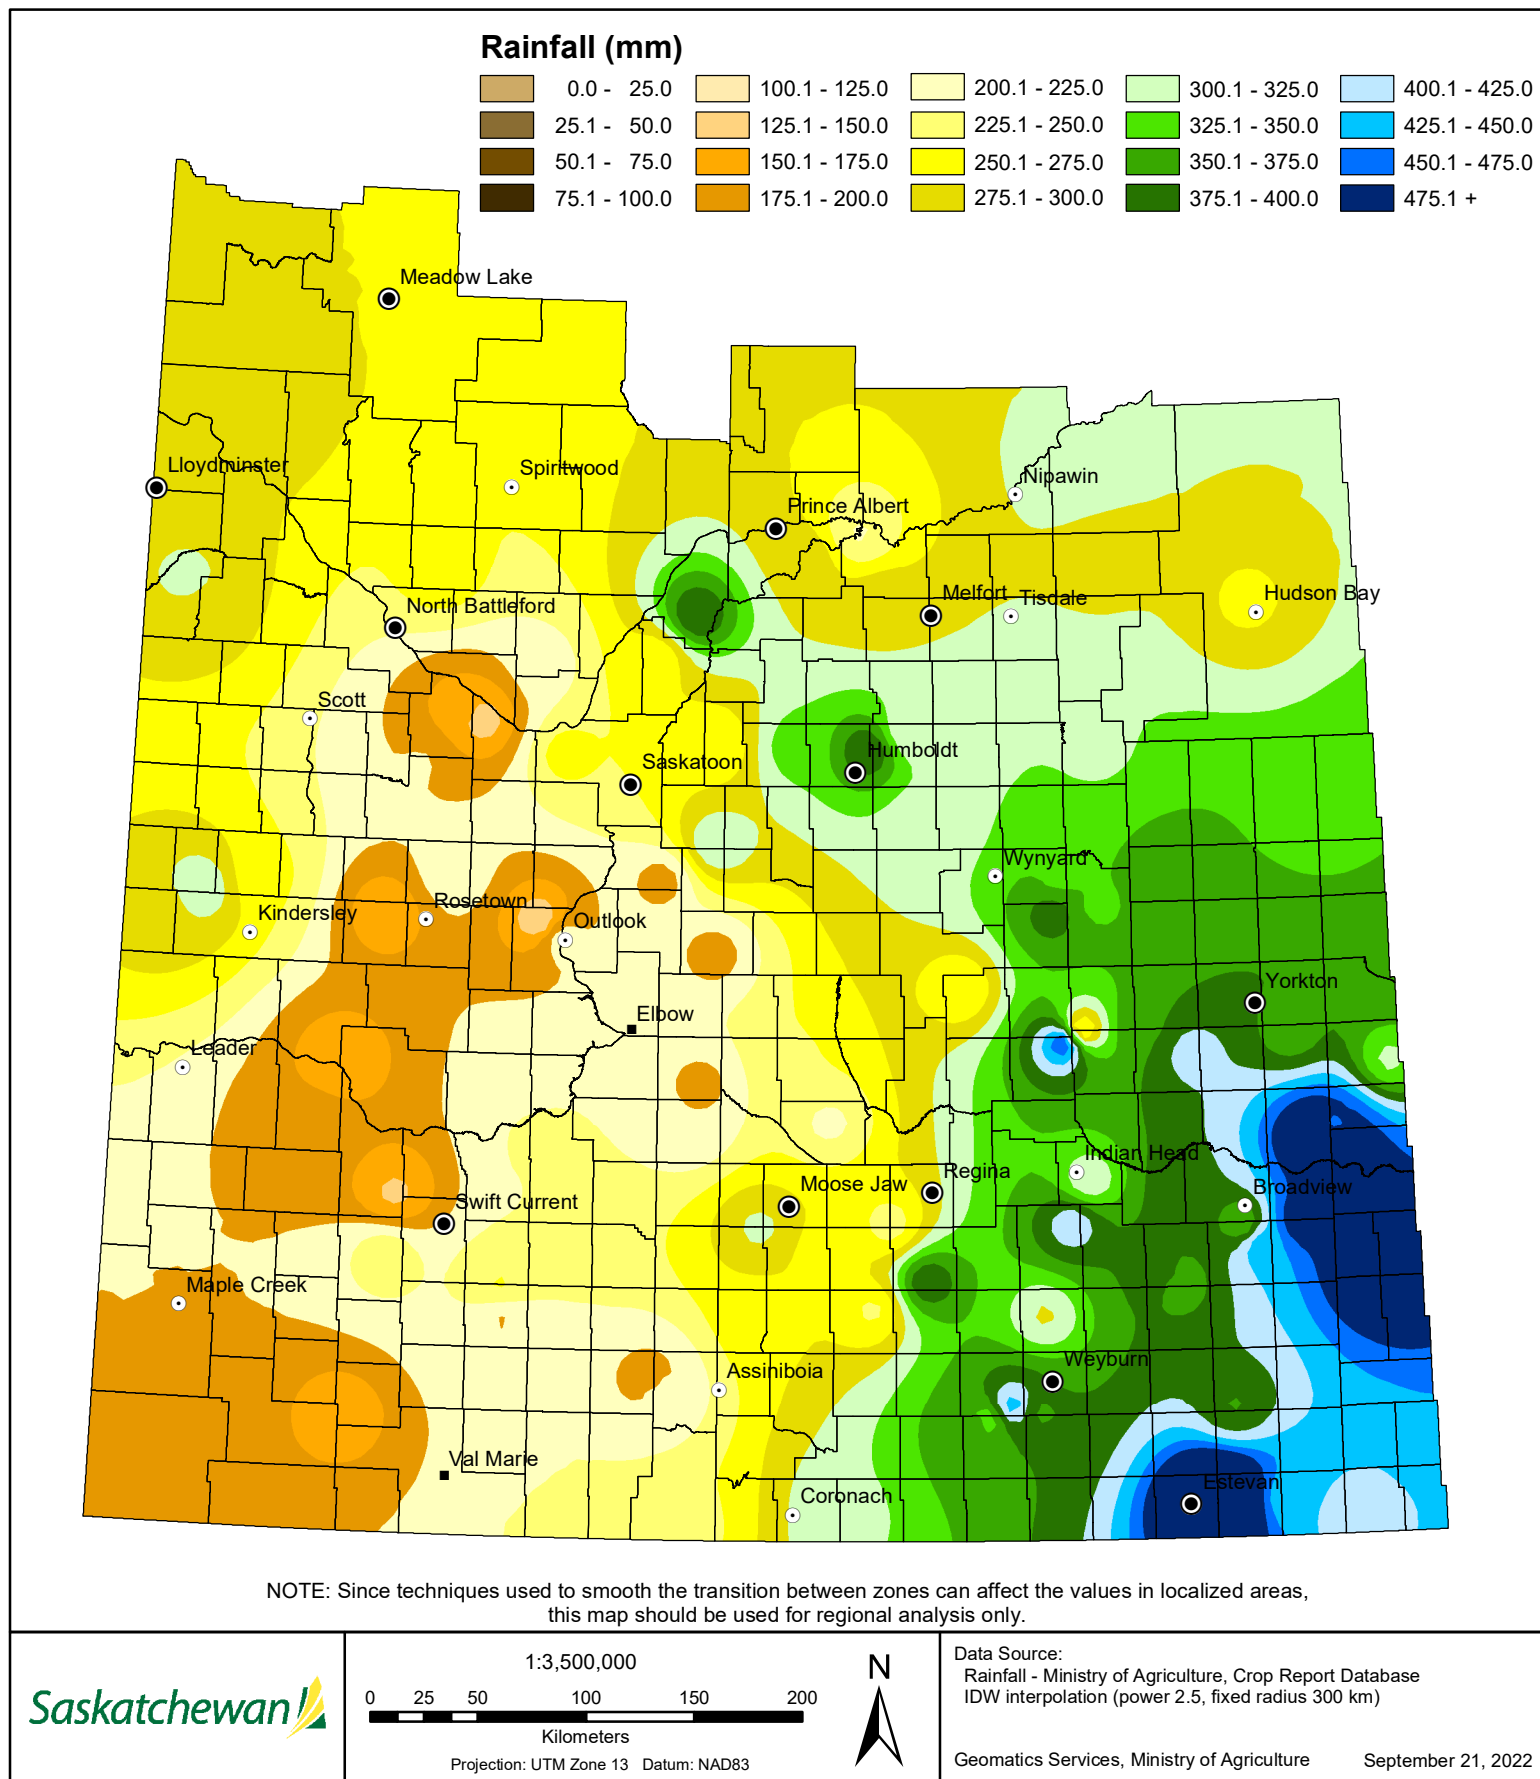 Rainfall (mm)
0.0 - 25.0
25.1 - 50.0
50.1 - 75.0
75.1 - 100.0
100.1 - 125.0
125.1 - 150.0
150.1 - 175.0
175.1 - 200.0
200.1 - 225.0
225.1 - 250.0
250.1 - 275.0
275.1 - 300.0
300.1 - 325.0
325.1 - 350.0
350.1 - 375.0
375.1 - 400.0
400.1 - 425.0
425.1 - 450.0
450.1 - 475.0
475.1 +
Meadow Lake
Lloydminster
Spiritwood
Nipawin
Prince Albert
North Battleford
Melfort
Tisdale
Hudson Bay
Scott
Saskatoon
Humboldt
Wynyard
Kindersley
Rosetown
Outlook
Yorkton
Elbow
Leader
Indian Head
Regina
Moose Jaw
Broadview
Swift Current
Maple Creek
Weyburn
Assiniboia
Val Marie
Estevan
Coronach
NOTE: Since techniques used to smooth the transition between zones can affect the values in localized areas,
this map should be used for regional analysis only.
Saskatchewan
1:3,500,000
0 25 50 100 150 200
Kilometers
Projection: UTM Zone 13 Datum: NAD83
N
Data Source:
Rainfall - Ministry of Agriculture, Crop Report Database
IDW interpolation (power 2.5, fixed radius 300 km)
Geomatics Services, Ministry of Agriculture September 21, 2022